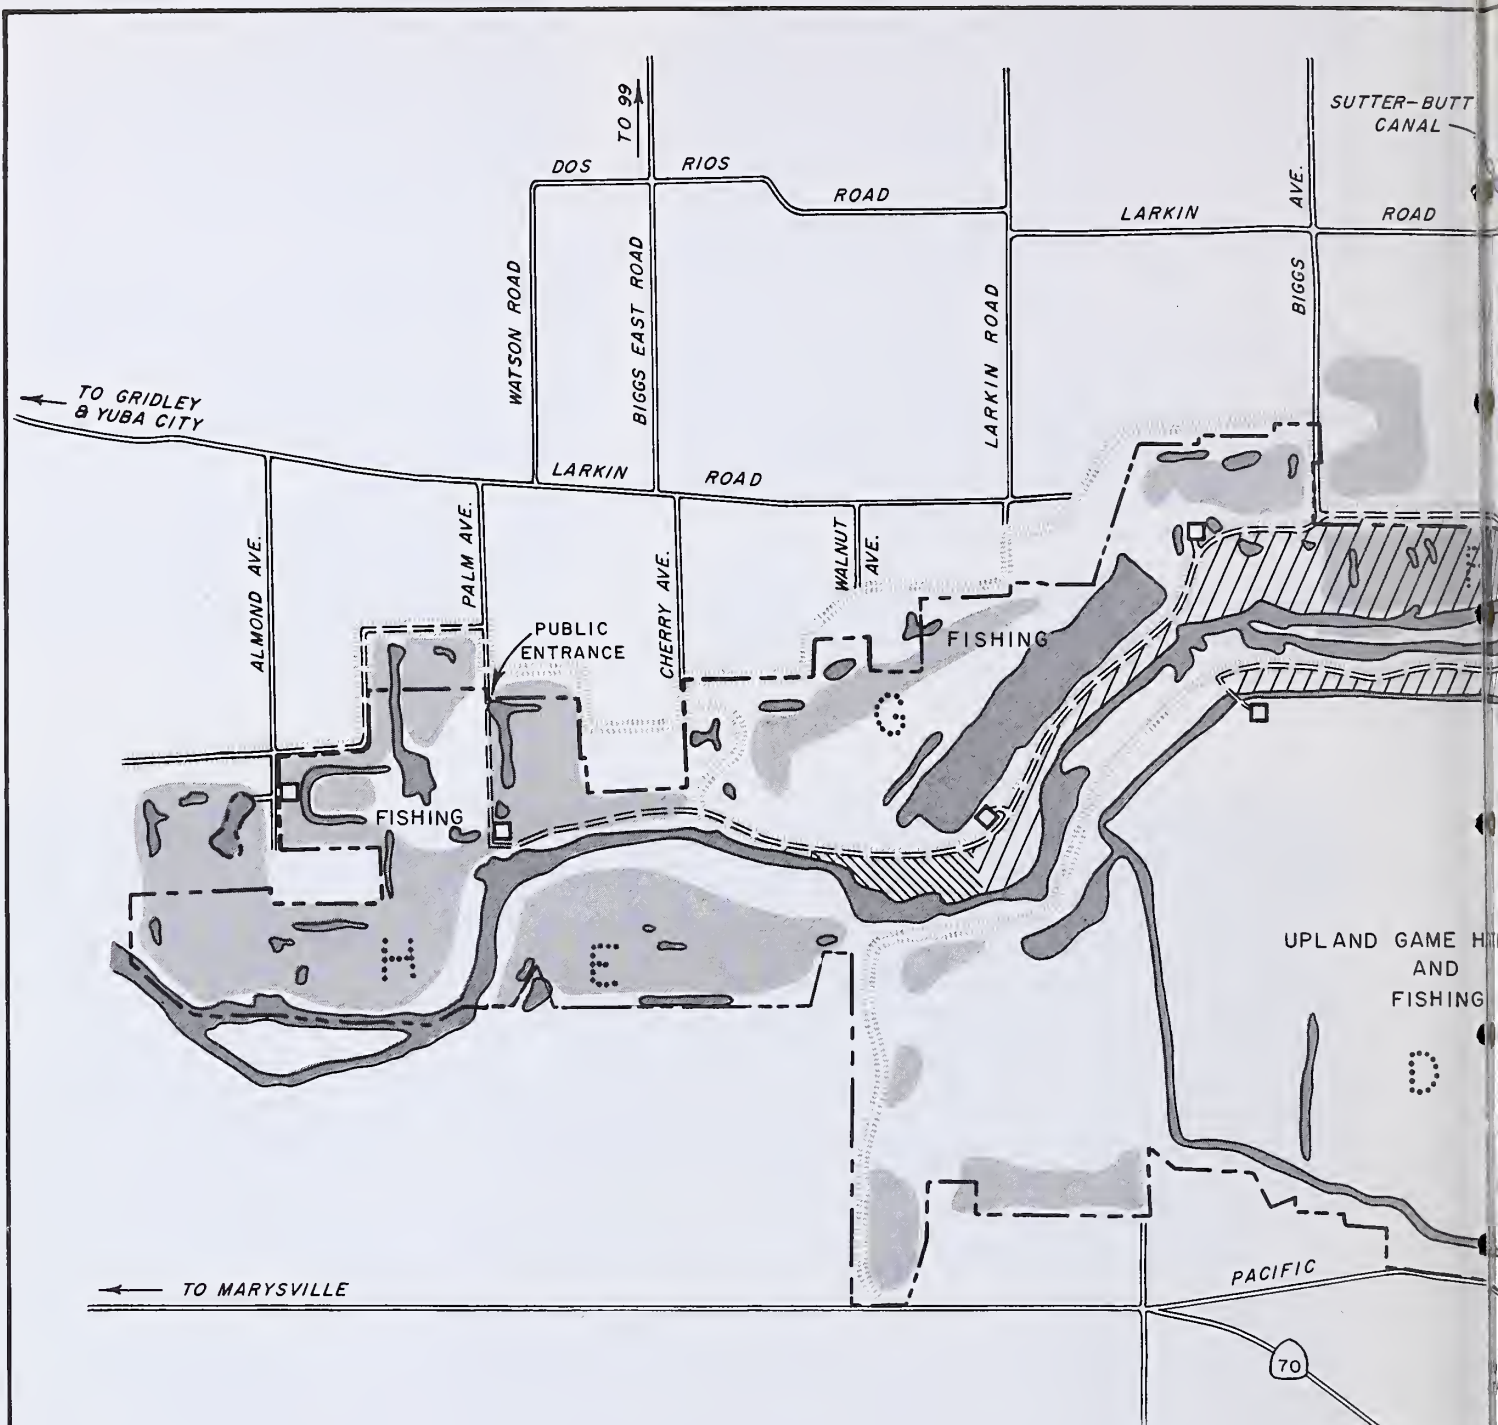 SUTTER-BUTT
CANAL
TO 99
DOS RIOS ROAD
LARKIN ROAD
BIGGS AVE.
WATSON ROAD
BIGGS EAST ROAD
LARKIN ROAD
TO GRIDLEY
& YUBA CITY
LARKIN ROAD
ALMOND AVE.
PALM AVE.
CHERRY AVE.
WALNUT
AVE.
PUBLIC
ENTRANCE
FISHING
G
FISHING
H
E
UPLAND GAME
AND
FISHING
D
TO MARYSVILLE
PACIFIC
70